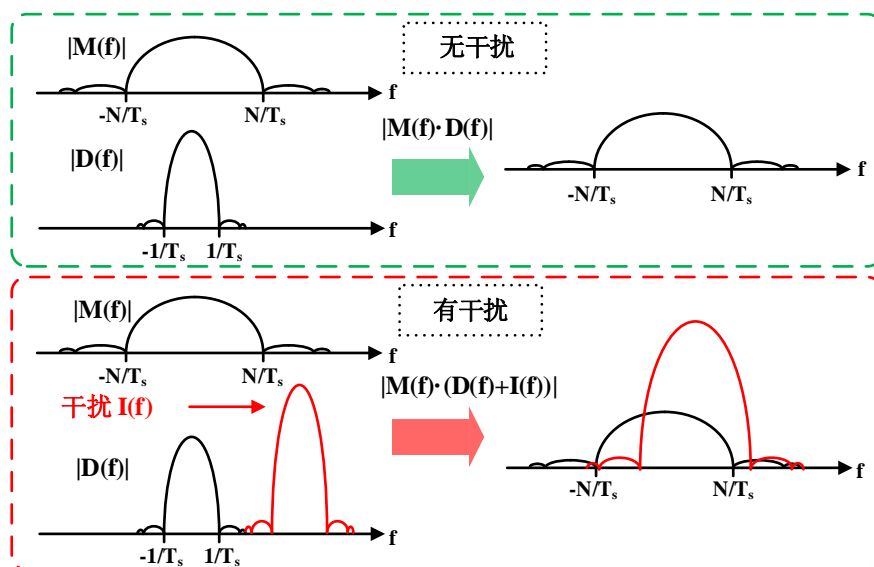 无干扰
|M(f)|
f
-N/Tₛ N/Tₛ
|M(f)·D(f)|
f
-N/Tₛ N/Tₛ
|D(f)|
f
-1/Tₛ 1/Tₛ
有干扰
|M(f)|
f
-N/Tₛ N/Tₛ
|M(f)·(D(f)+I(f))|
干扰 I(f)
f
-N/Tₛ N/Tₛ
|D(f)|
f
-1/Tₛ 1/Tₛ